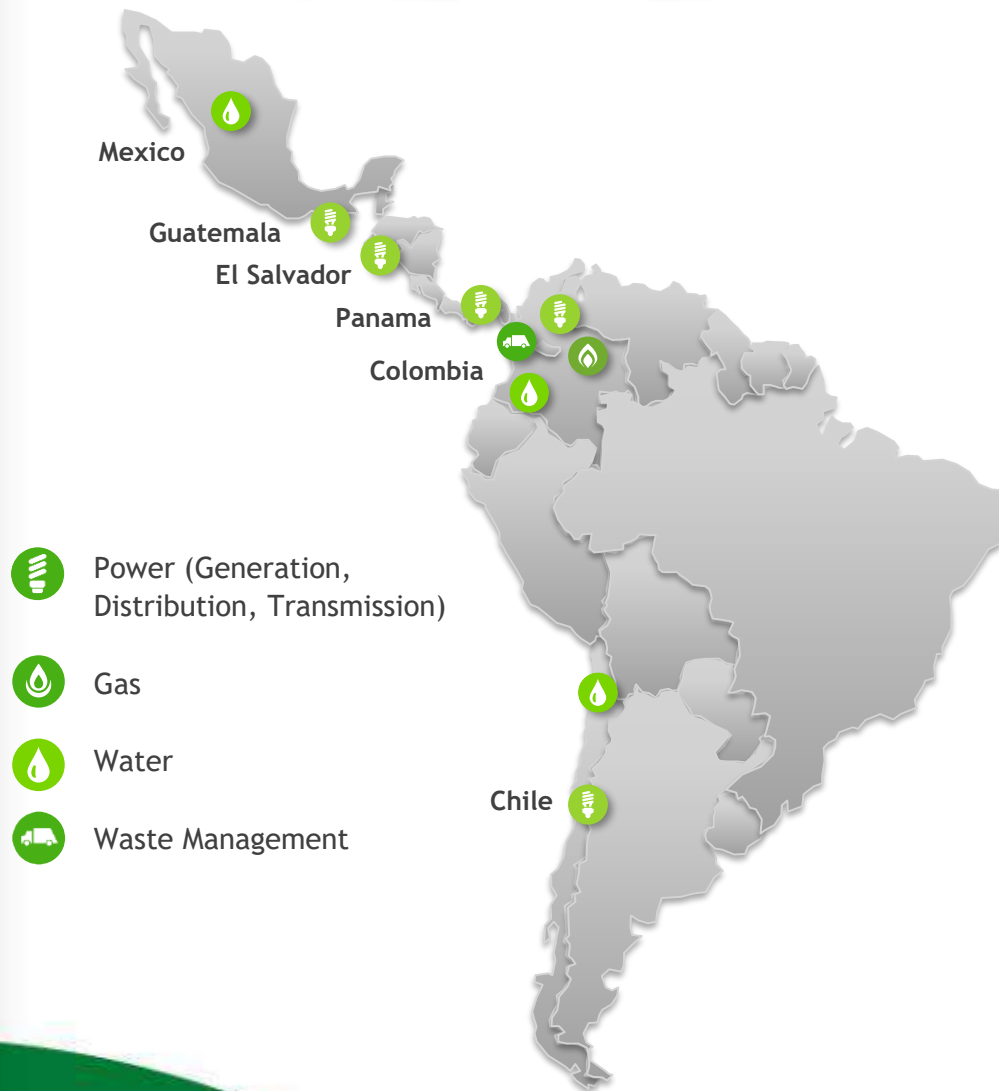 Mexico
Guatemala
El Salvador
Panama
Colombia
Power (Generation,
Distribution, Transmission)
Gas
Water
Chile
Waste Management